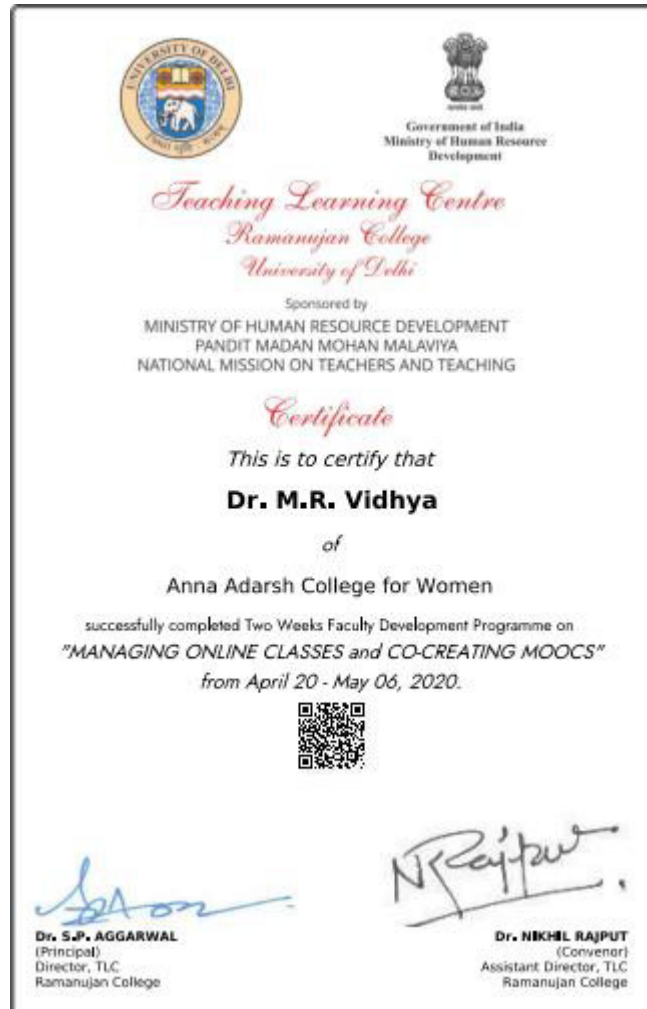 UNIVERSITY OF DELHI
Government of India
Ministry of Human Resource
Development
Teaching Learning Centre
Ramanujan College
University of Delhi
Sponsored by
MINISTRY OF HUMAN RESOURCE DEVELOPMENT
PANDIT MADAN MOHAN MALAVIYA
NATIONAL MISSION ON TEACHERS AND TEACHING
Certificate
This is to certify that
Dr. M.R. Vidhya
of
Anna Adarsh College for Women
successfully completed Two Weeks Faculty Development Programme on
"MANAGING ONLINE CLASSES and CO-CREATING MOOCS"
from April 20 - May 06, 2020.
NRajput
Dr. S.P. AGGARWAL
(Principal)
Director, TLC
Ramanujan College
Dr. NIKHIL RAJPUT
(Convenor)
Assistant Director, TLC
Ramanujan College